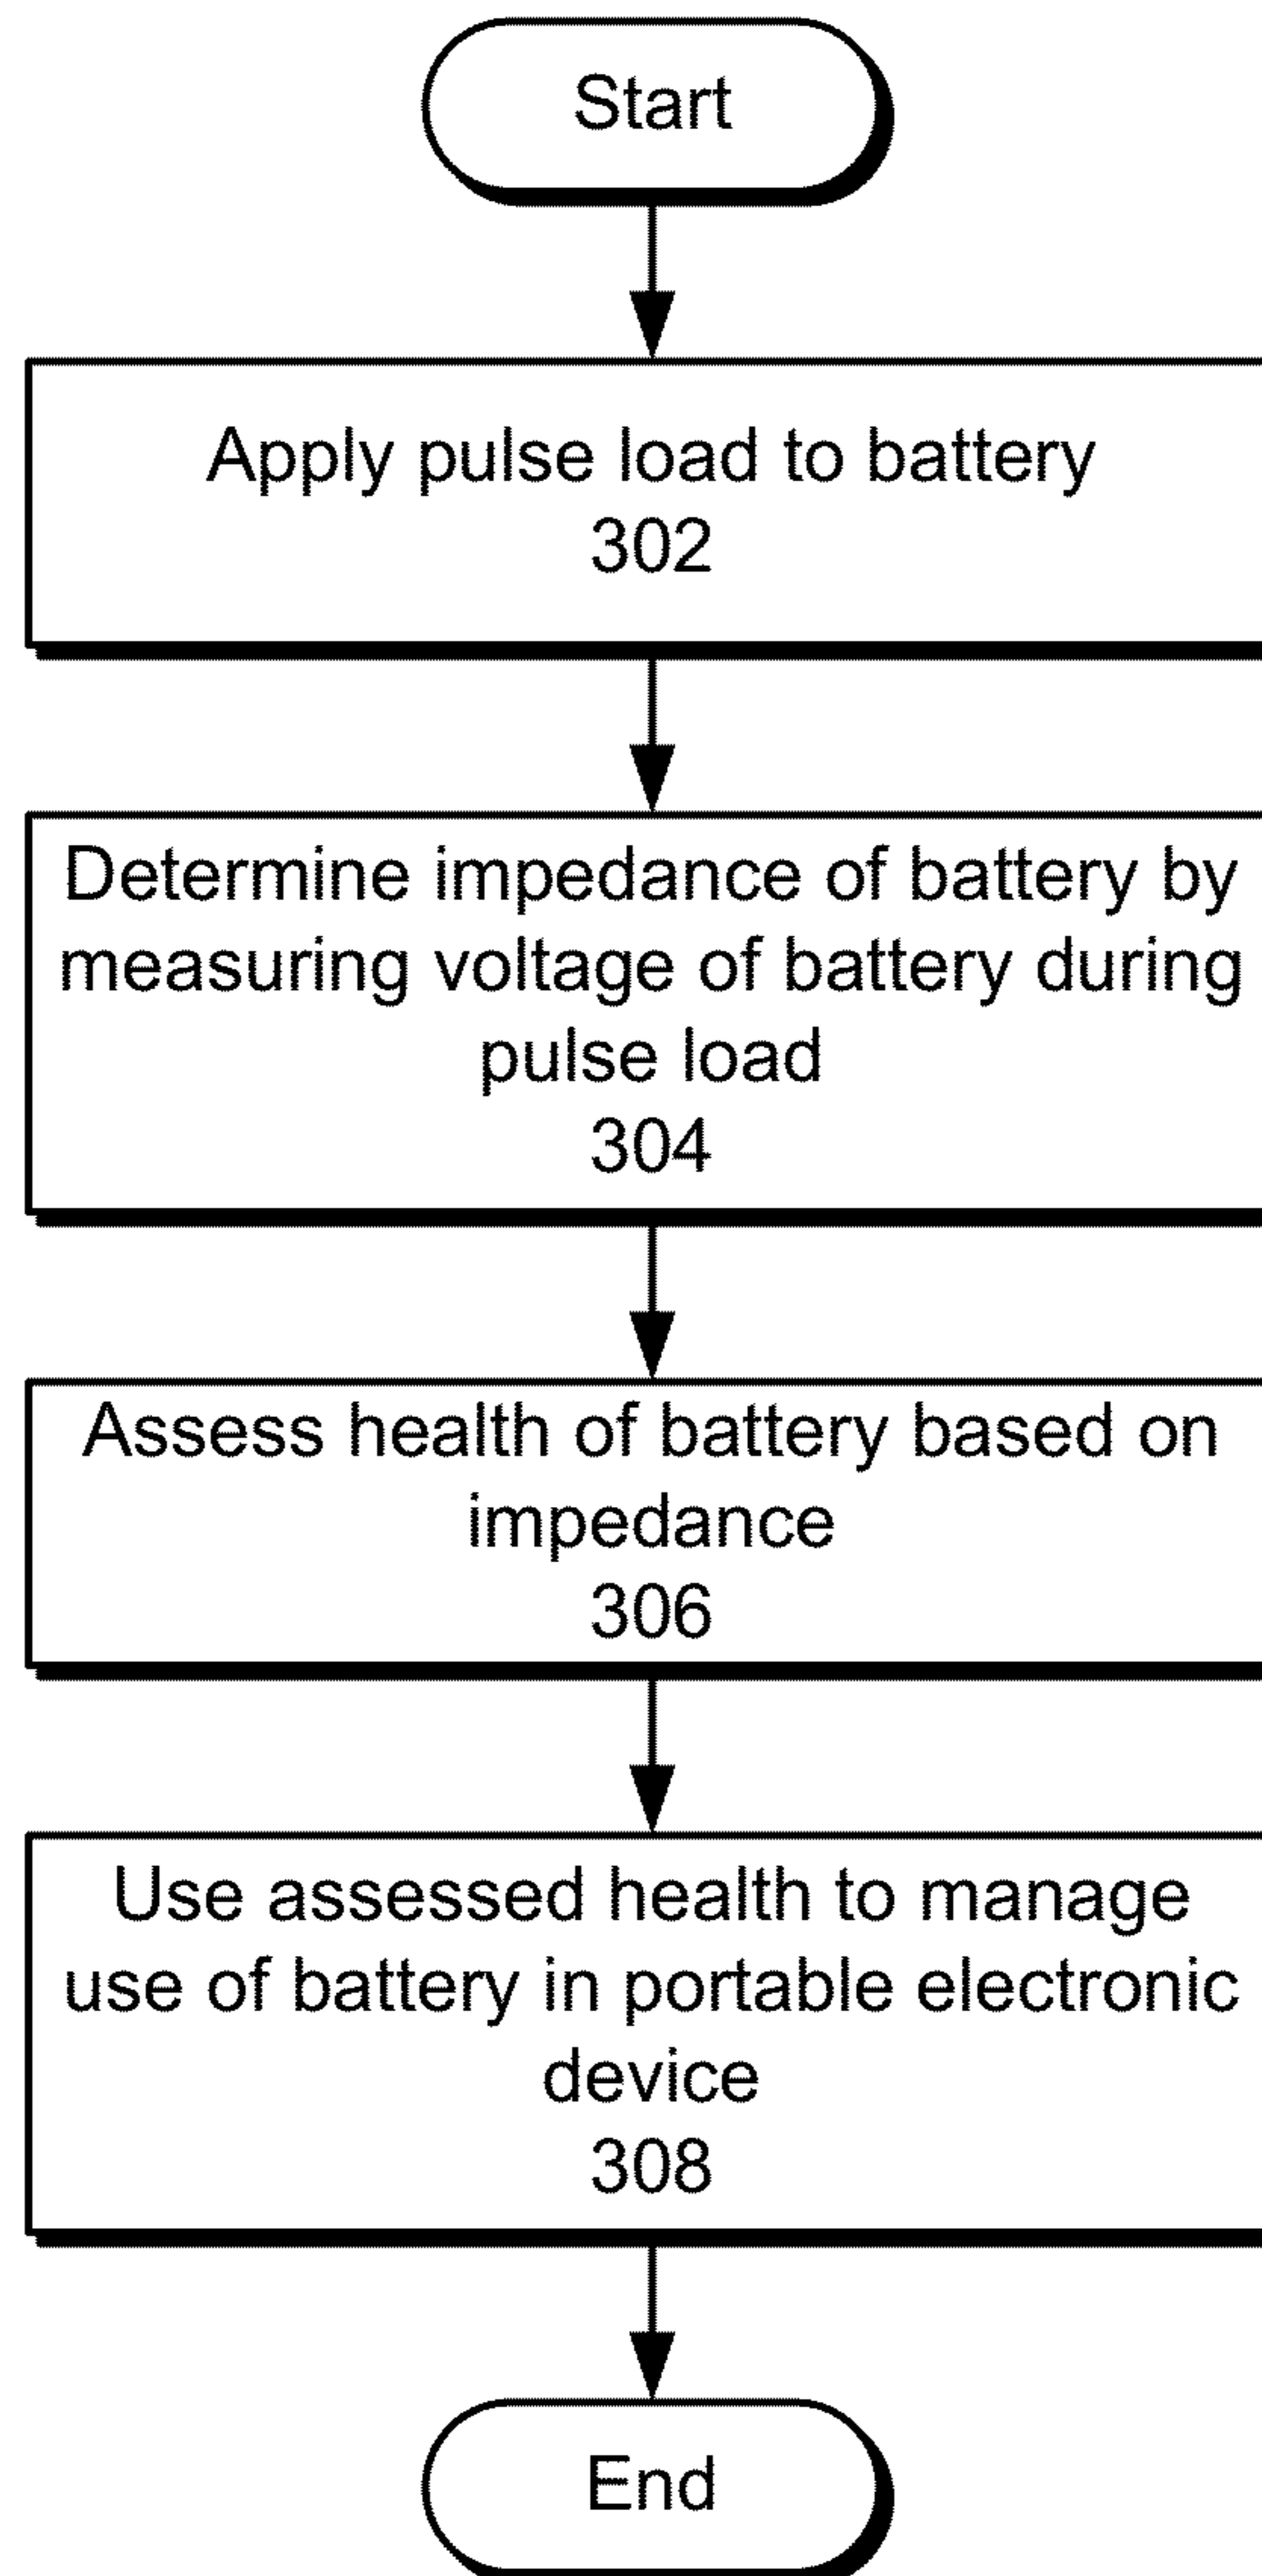 Start
Apply pulse load to battery
302
Determine impedance of battery by
measuring voltage of battery during
pulse load
304
Assess health of battery based on
impedance
306
Use assessed health to manage
use of battery in portable electronic
device
308
End